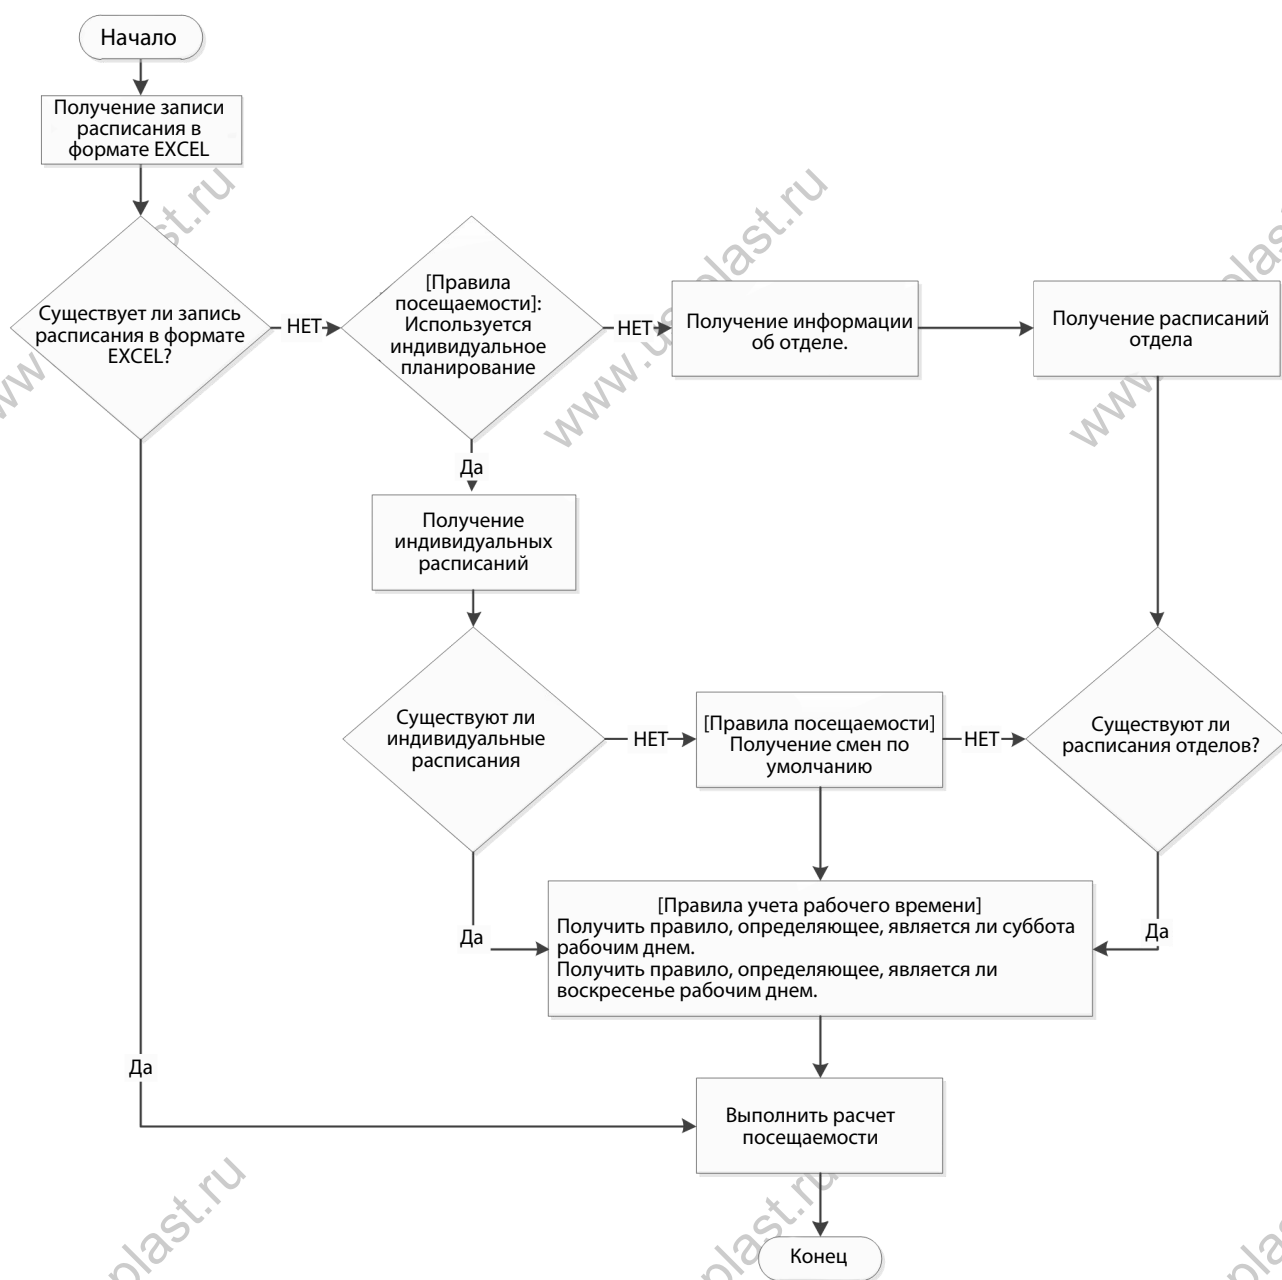 Начало
Получение записи
расписания в
формате EXCEL
Существует ли запись
расписания в формате
EXCEL?
НЕТ
[Правила
посещаемости]:
Используется
индивидуальное
планирование
НЕТ
Получение информации
об отделе.
Получение расписаний
отдела
Да
Получение
индивидуальных
расписаний
Существуют ли
индивидуальные
расписания
НЕТ
[Правила посещаемости]
Получение смен по
умолчанию
НЕТ
Существуют ли
расписания отделов?
Да
[Правила учета рабочего времени]
Получить правило, определяющее, является ли суббота
рабочим днем.
Получить правило, определяющее, является ли
воскресенье рабочим днем.
Да
Да
Выполнить расчет
посещаемости
Конец